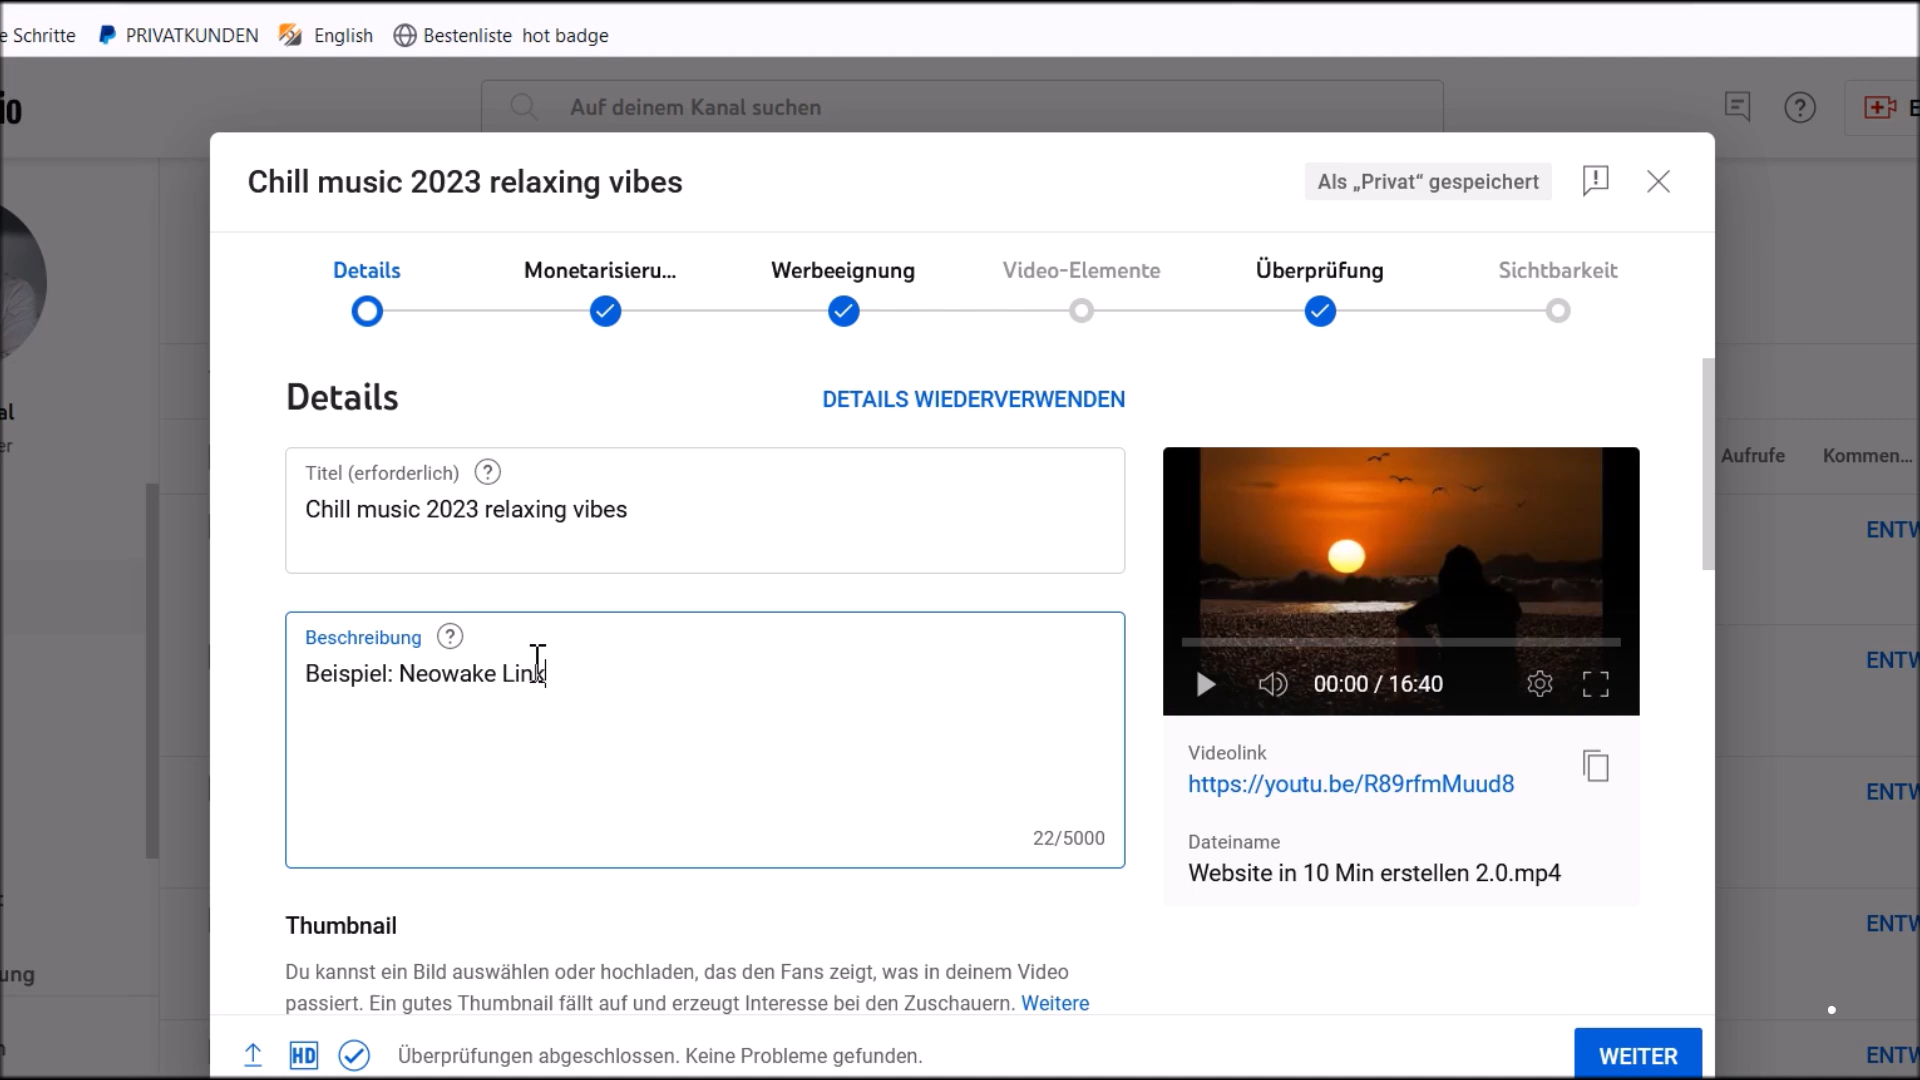 e Schritte PRIVATKUNDEN English Bestenliste hot badge
io Auf deinem Kanal suchen E
Chill music 2023 relaxing vibes Als „Privat“ gespeichert
Details Monetarisieru... Werbeeignung Video-Elemente Überprüfung Sichtbarkeit
Details DETAILS WIEDERVERWENDEN
al
er
Titel (erforderlich)
Chill music 2023 relaxing vibes
Aufrufe Kommen...
ENTW
Beschreibung
Beispiel: Neowake Link
ENTW
00:00 / 16:40
Videolink
https://youtu.be/R89rfmMuud8
ENTW
22/5000
Dateiname
Website in 10 Min erstellen 2.0.mp4
Thumbnail
ENTW
Du kannst ein Bild auswählen oder hochladen, das den Fans zeigt, was in deinem Video
ung
passiert. Ein gutes Thumbnail fällt auf und erzeugt Interesse bei den Zuschauern. Weitere
HD Überprüfungen abgeschlossen. Keine Probleme gefunden. WEITER
ENTW